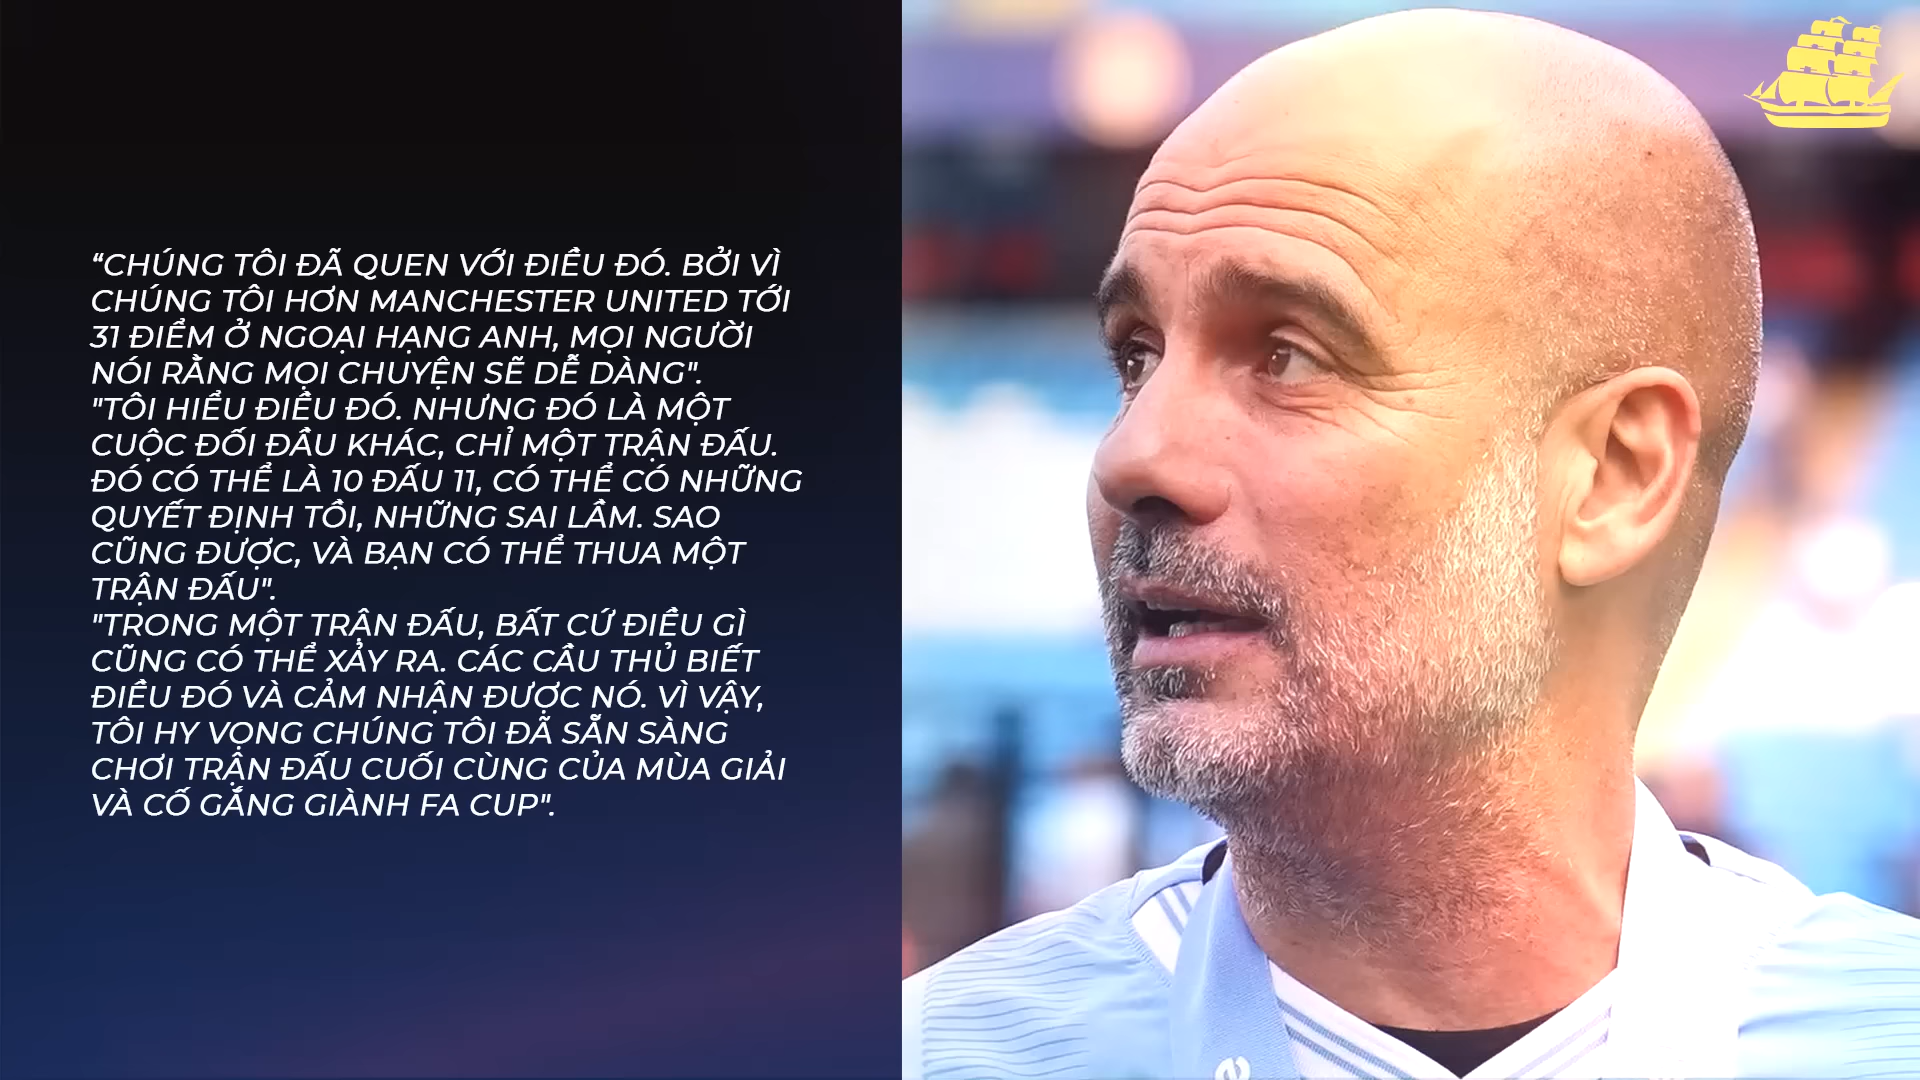 “CHÚNG TÔI ĐÃ QUEN VỚI ĐIỀU ĐÓ. BỞI VÌ
CHÚNG TÔI HƠN MANCHESTER UNITED TỚI
31 ĐIỂM Ở NGOẠI HẠNG ANH, MỌI NGƯỜI
NÓI RẰNG MỌI CHUYỆN SẼ DỄ DÀNG".
"TÔI HIỂU ĐIỀU ĐÓ. NHƯNG ĐÓ LÀ MỘT
CUỘC ĐỐI ĐẦU KHÁC, CHỈ MỘT TRẬN ĐẤU.
ĐÓ CÓ THỂ LÀ 10 ĐẤU 11, CÓ THỂ CÓ NHỮNG
QUYẾT ĐỊNH TỒI, NHỮNG SAI LẦM. SAO
CŨNG ĐƯỢC, VÀ BẠN CÓ THỂ THUA MỘT
TRẬN ĐẤU".
"TRONG MỘT TRẬN ĐẤU, BẤT CỨ ĐIỀU GÌ
CŨNG CÓ THỂ XẢY RA. CÁC CẦU THỦ BIẾT
ĐIỀU ĐÓ VÀ CẢM NHẬN ĐƯỢC NÓ. VÌ VẬY,
TÔI HY VỌNG CHÚNG TÔI ĐÃ SẴN SÀNG
CHƠI TRẬN ĐẤU CUỐI CÙNG CỦA MÙA GIẢI
VÀ CỐ GẮNG GIÀNH FA CUP".